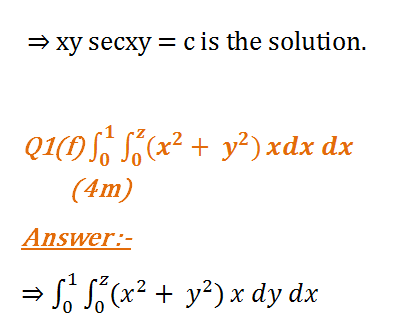 ⇒ xy secxy = c is the solution.
Q1(f) ∫₀¹ ∫₀ᶻ (x² + y²) xdx dx
(4m)
Answer:-
⇒ ∫₀¹ ∫₀ᶻ (x² + y²) x dy dx